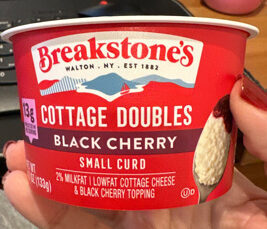 Breakstone's
WALTON · NY · EST 1882
COTTAGE DOUBLES
13g
BLACK CHERRY
SMALL CURD
2% MILKFAT | LOWFAT COTTAGE CHEESE
& BLACK CHERRY TOPPING
(133g)